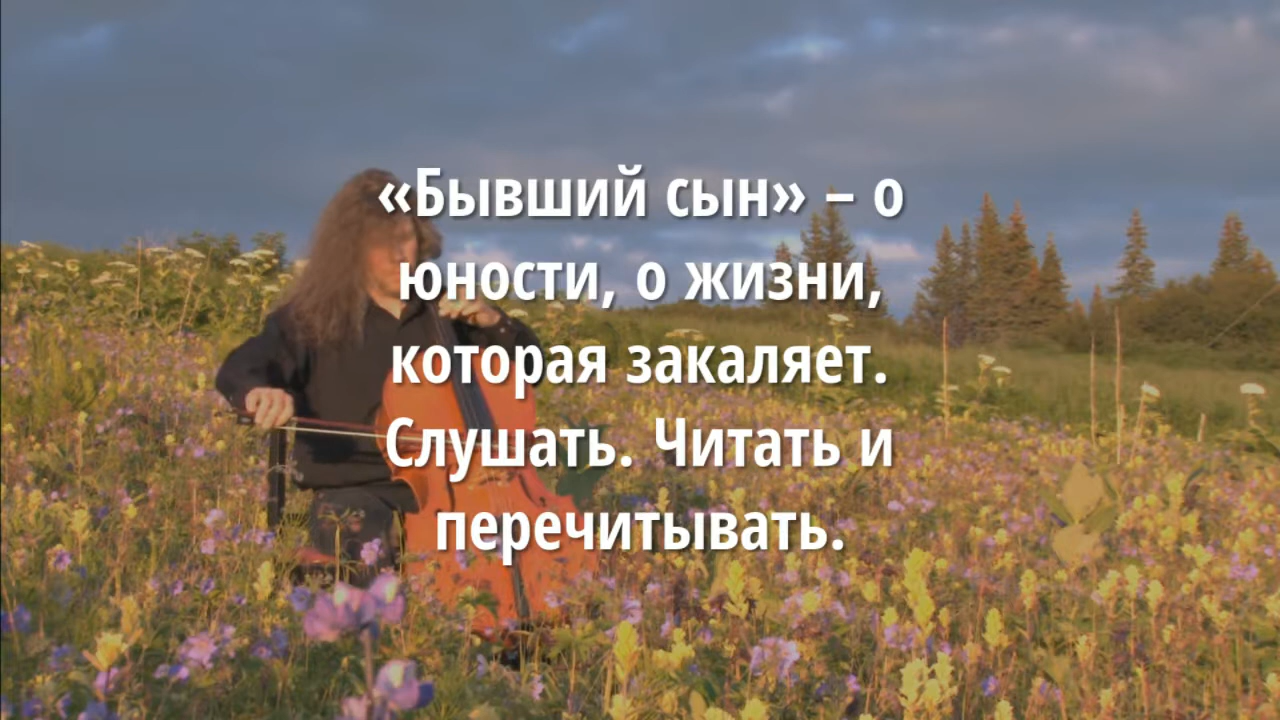 «Бывший сын» – о
юности, о жизни,
которая закаляет.
Слушать. Читать и
перечитывать.